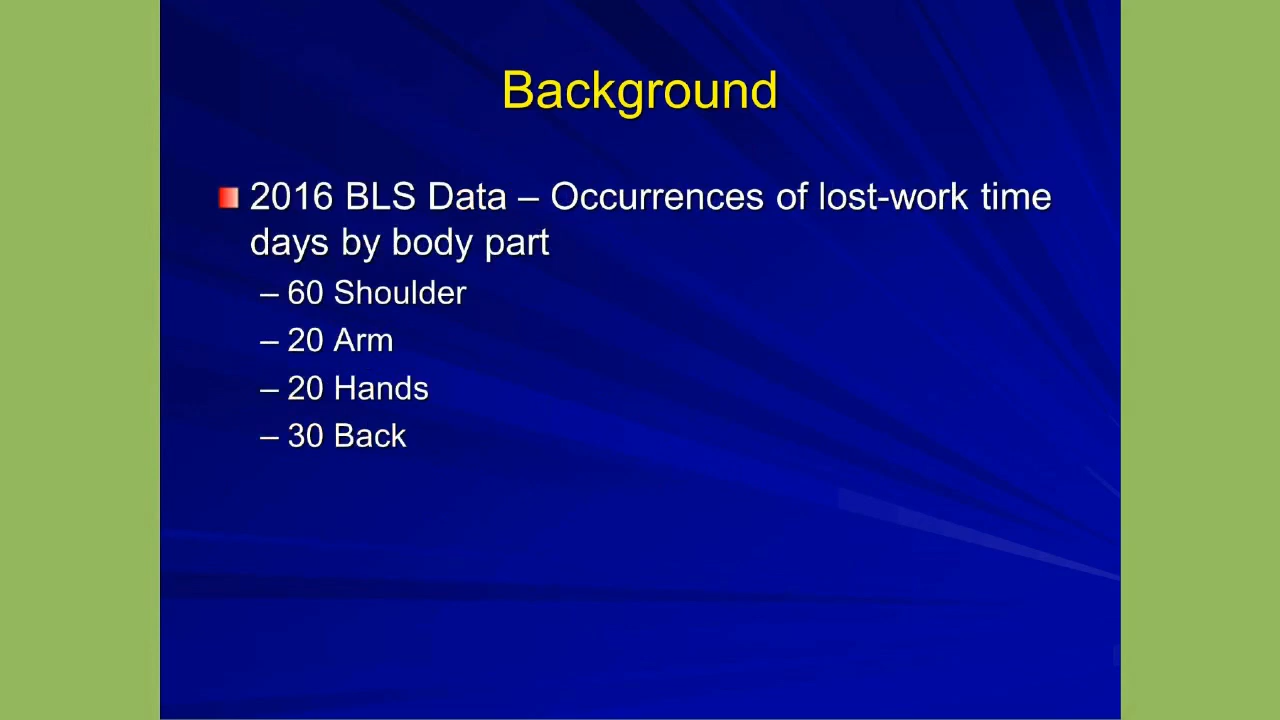 Background
2016 BLS Data – Occurrences of lost-work time
days by body part
– 60 Shoulder
– 20 Arm
– 20 Hands
– 30 Back